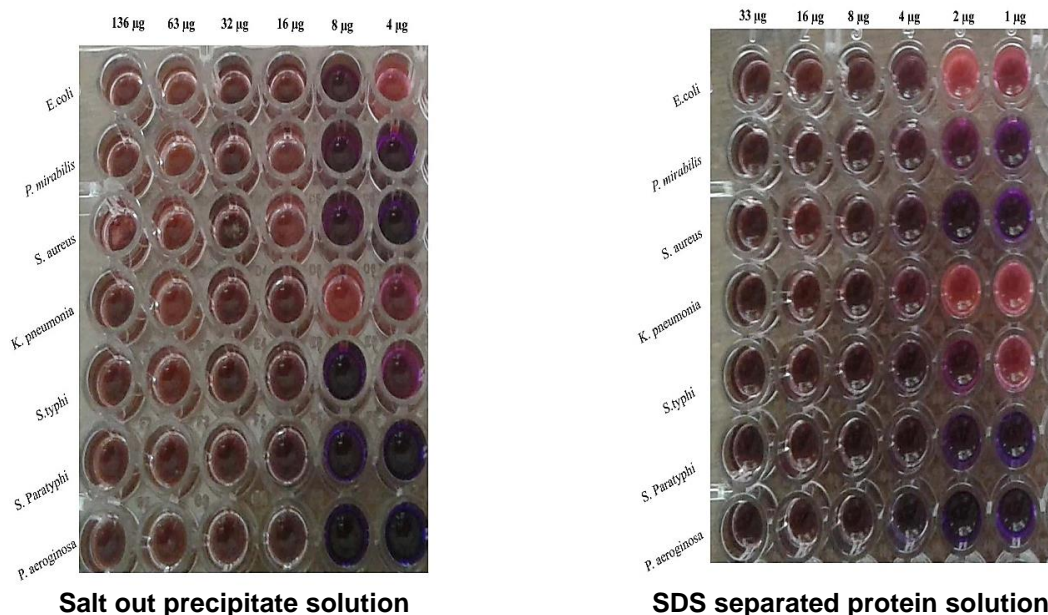 136 µg 63 µg 32 µg 16 µg 8 µg 4 µg
E.coli
P. mirabilis
S. aureus
K. pneumonia
S.typhi
S. Paratyphi
P. aeroginosa
Salt out precipitate solution
33 µg 16 µg 8 µg 4 µg 2 µg 1 µg
E.coli
P. mirabilis
S. aureus
K. pneumonia
S.typhi
S. Paratyphi
P. aeroginosa
SDS separated protein solution